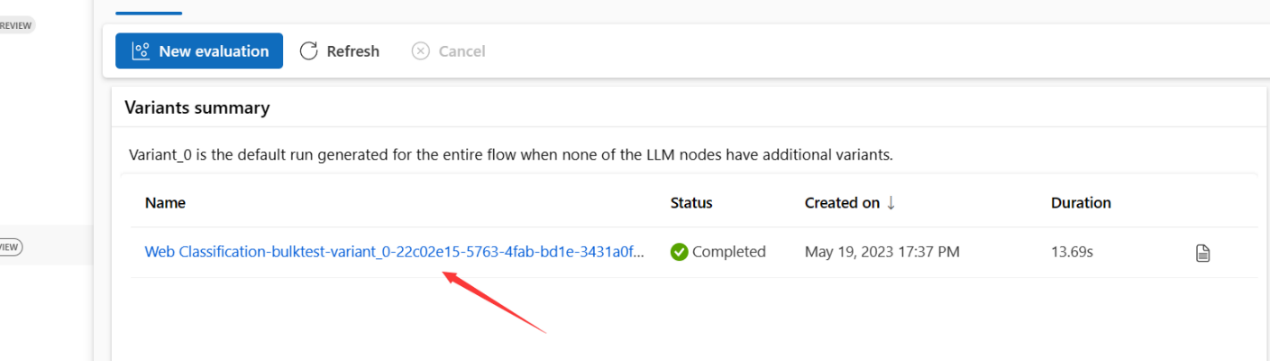 REVIEW
New evaluation Refresh Cancel
Variants summary
Variant_0 is the default run generated for the entire flow when none of the LLM nodes have additional variants.
Name Status Created on ↓ Duration
Web Classification-bulktest-variant_0-22c02e15-5763-4fab-bd1e-3431a0f... Completed May 19, 2023 17:37 PM 13.69s
VIEW